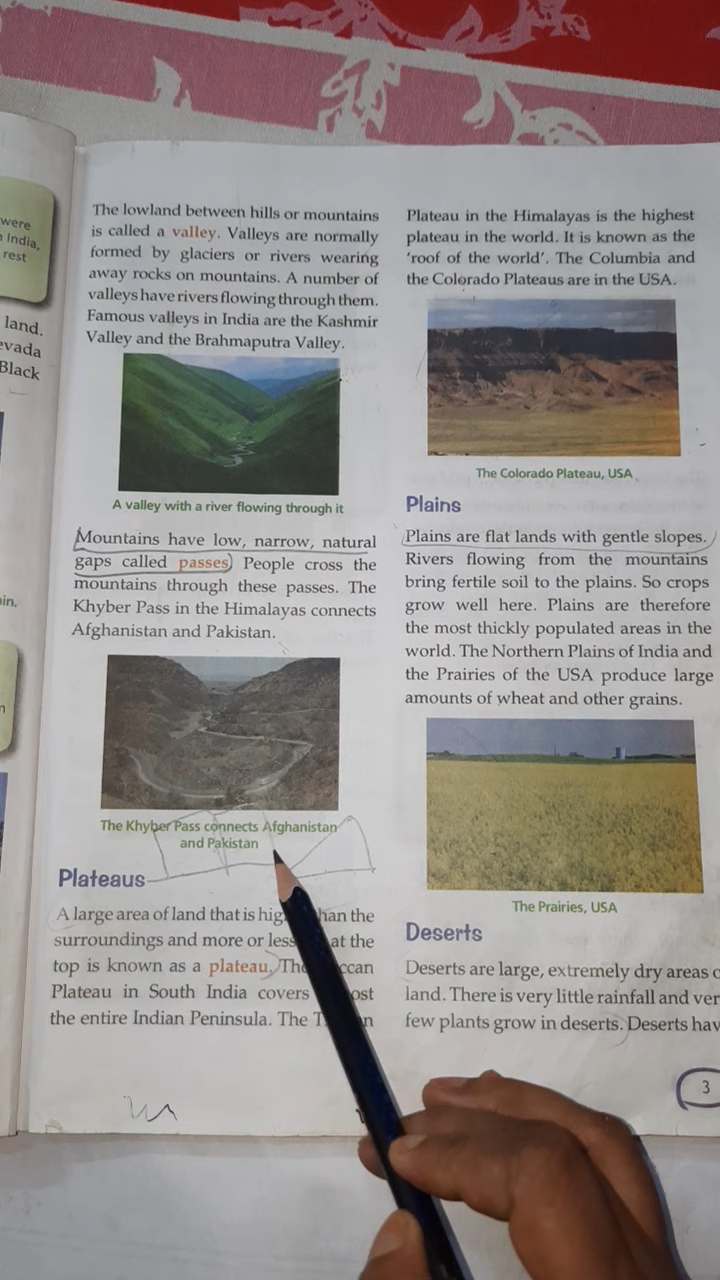 were
India,
rest
land.
evada
Black
The lowland between hills or mountains
is called a valley. Valleys are normally
formed by glaciers or rivers wearing
away rocks on mountains. A number of
valleys have rivers flowing through them.
Famous valleys in India are the Kashmir
Valley and the Brahmaputra Valley.
A valley with a river flowing through it
Mountains have low, narrow, natural
gaps called passes. People cross the
mountains through these passes. The
Khyber Pass in the Himalayas connects
Afghanistan and Pakistan.
The Khyber Pass connects Afghanistan
and Pakistan
Plateaus
A large area of land that is than the
surroundings and more or less at the
top is known as a plateau. The
Plateau in South India covers
the entire Indian Peninsula. The
Plateau in the Himalayas is the highest
plateau in the world. It is known as the
'roof of the world'. The Columbia and
the Colorado Plateaus are in the USA.
The Colorado Plateau, USA
Plains
Plains are flat lands with gentle slopes.
Rivers flowing from the mountains
bring fertile soil to the plains. So crops
grow well here. Plains are therefore
the most thickly populated areas in the
world. The Northern Plains of India and
the Prairies of the USA produce large
amounts of wheat and other grains.
The Prairies, USA
Deserts
Deserts are large, extremely dry areas
land. There is very little rainfall and
few plants grow in deserts. Deserts
3